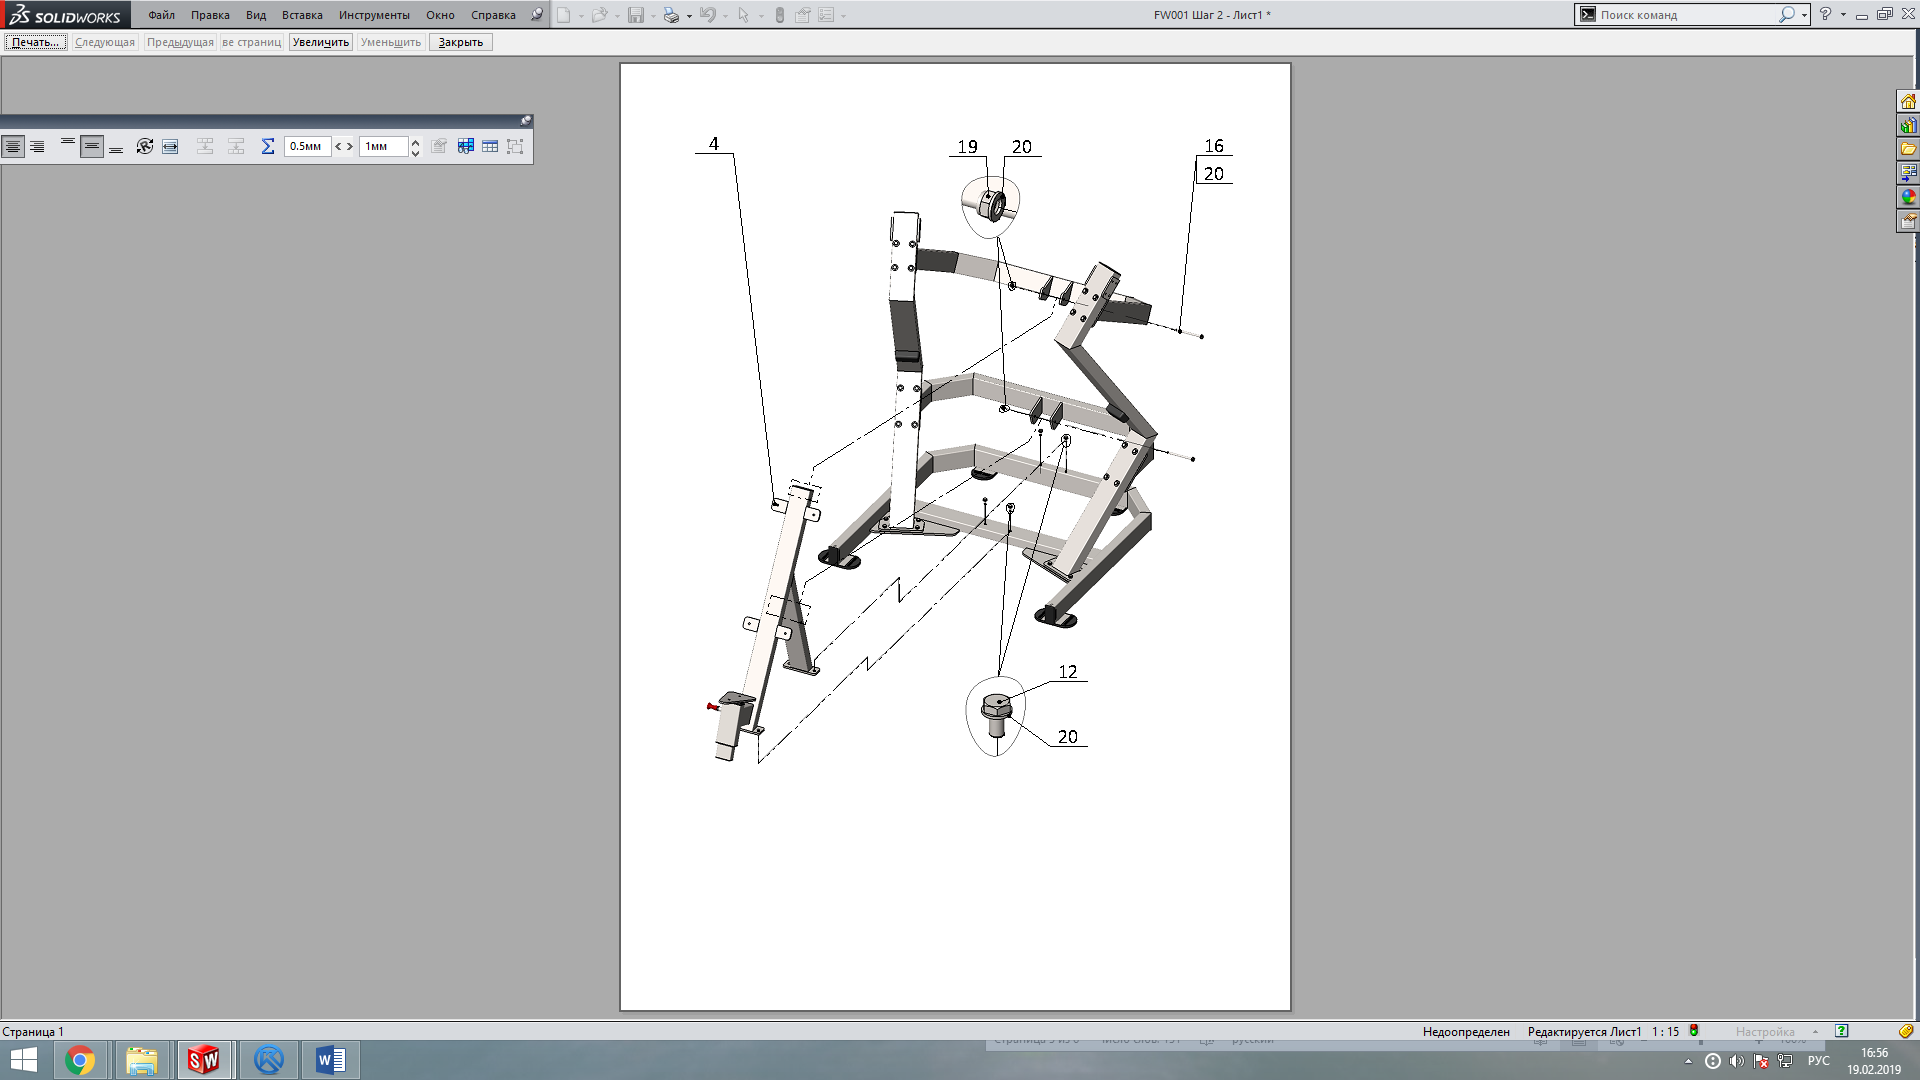 SOLIDWORKS Файл Правка Вид Вставка Инструменты Окно Справка FW001 Шаг 2 - Лист1 * Поиск команд ?
Печать... Следующая Предыдущая ве страниц Увеличить Уменьшить Закрыть
Σ 0.5мм < > 1мм
4
19 20
16
20
12
20
Страница 1 Недоопределен Редактируется Лист1 1 : 15 Настройка ?
SW W РУС
16:56
19.02.2019